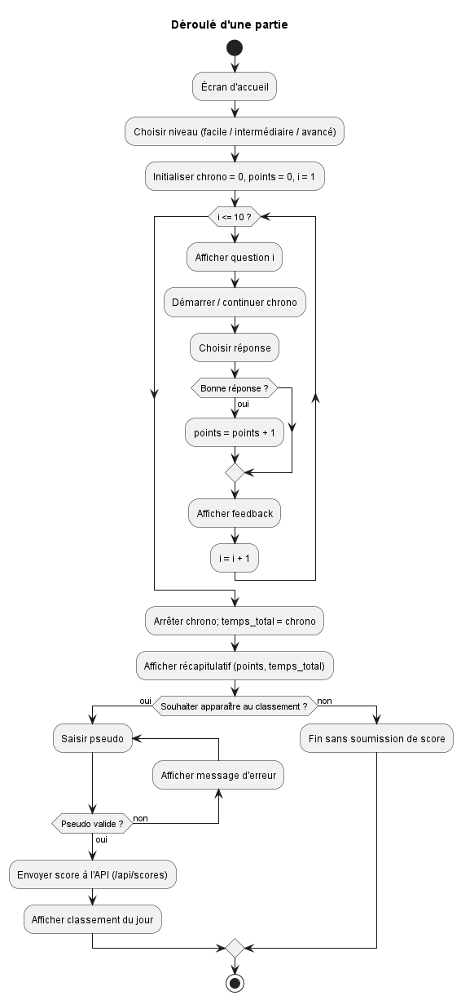 Déroulé d'une partie
Écran d'accueil
Choisir niveau (facile / intermédiaire / avancé)
Initialiser chrono = 0, points = 0, i = 1
i <= 10 ?
Afficher question i
Démarrer / continuer chrono
Choisir réponse
Bonne réponse ?
oui
points = points + 1
Afficher feedback
i = i + 1
Arrêter chrono; temps_total = chrono
Afficher récapitulatif (points, temps_total)
oui
Souhaiter apparaître au classement ?
non
Saisir pseudo
Fin sans soumission de score
Afficher message d'erreur
Pseudo valide ?
non
oui
Envoyer score à l'API (/api/scores)
Afficher classement du jour